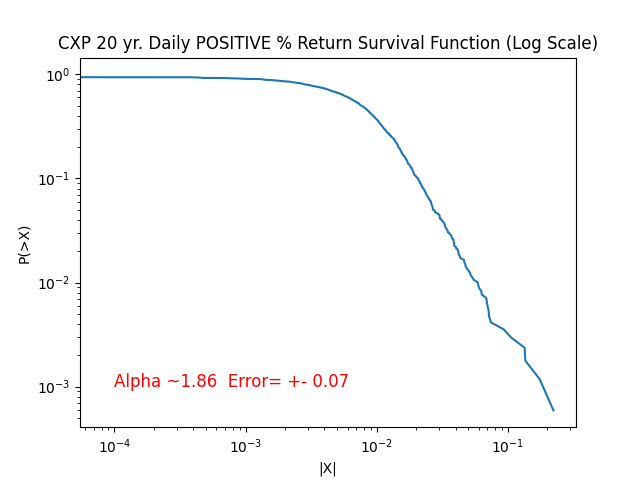 CXP 20 yr. Daily POSITIVE % Return Survival Function (Log Scale)
10⁰
10⁻¹
10⁻²
10⁻³
P(>X)
Alpha ~1.86  Error= +- 0.07
10⁻⁴ 10⁻³ 10⁻² 10⁻¹
|X|